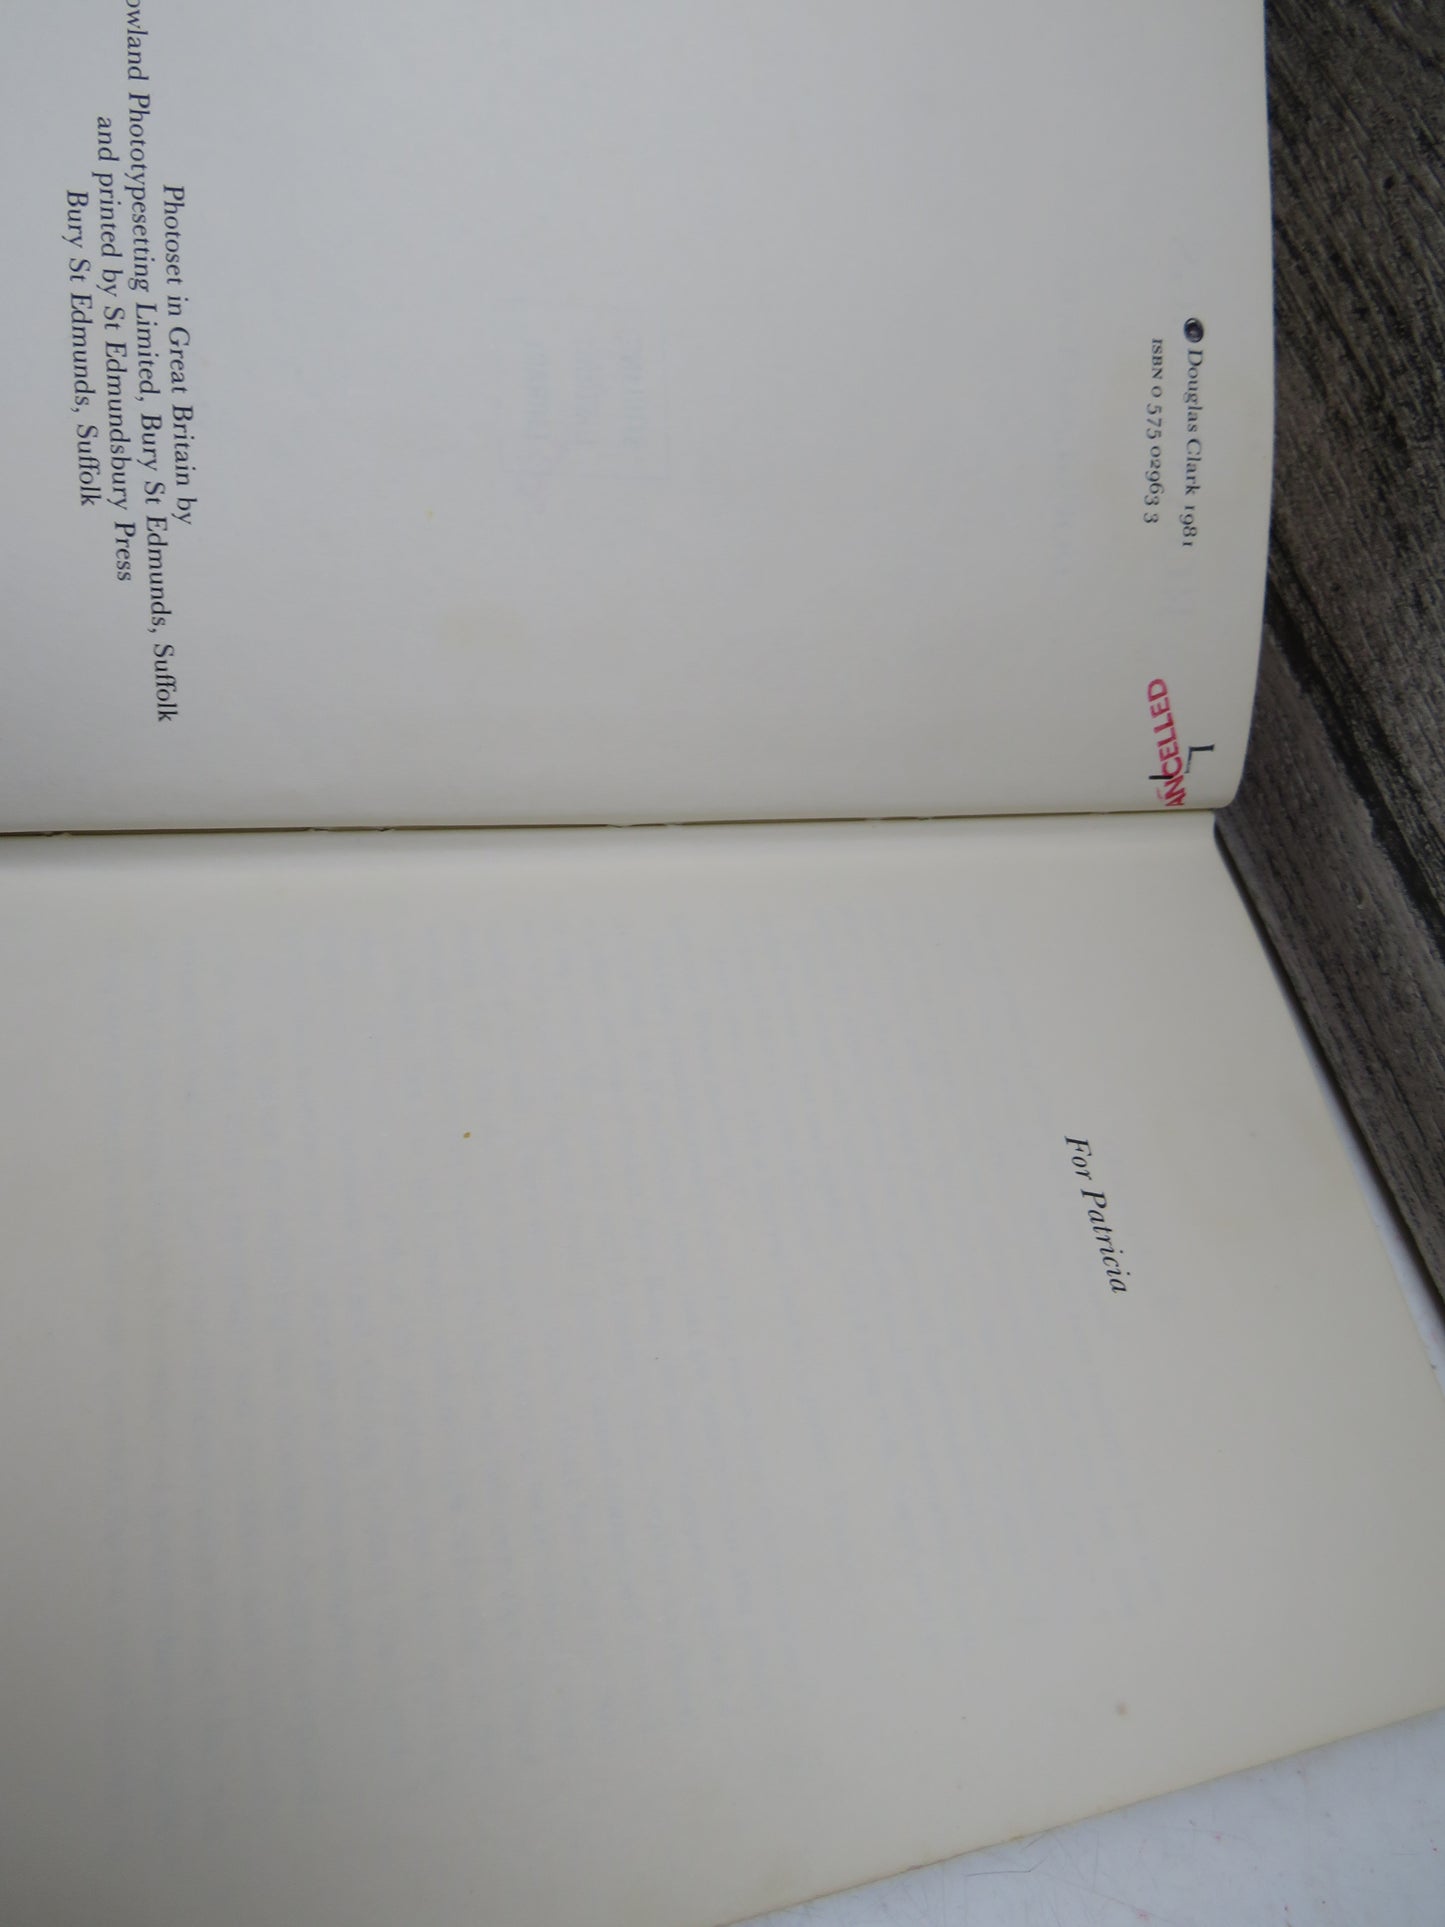 © Douglas Clark 1981
ISBN 0 575 02963 3
ANCELLED
L
Photoset in Great Britain by
owland Phototypesetting Limited, Bury St Edmunds, Suffolk
and printed by St Edmundsbury Press
Bury St Edmunds, Suffolk
For Patricia